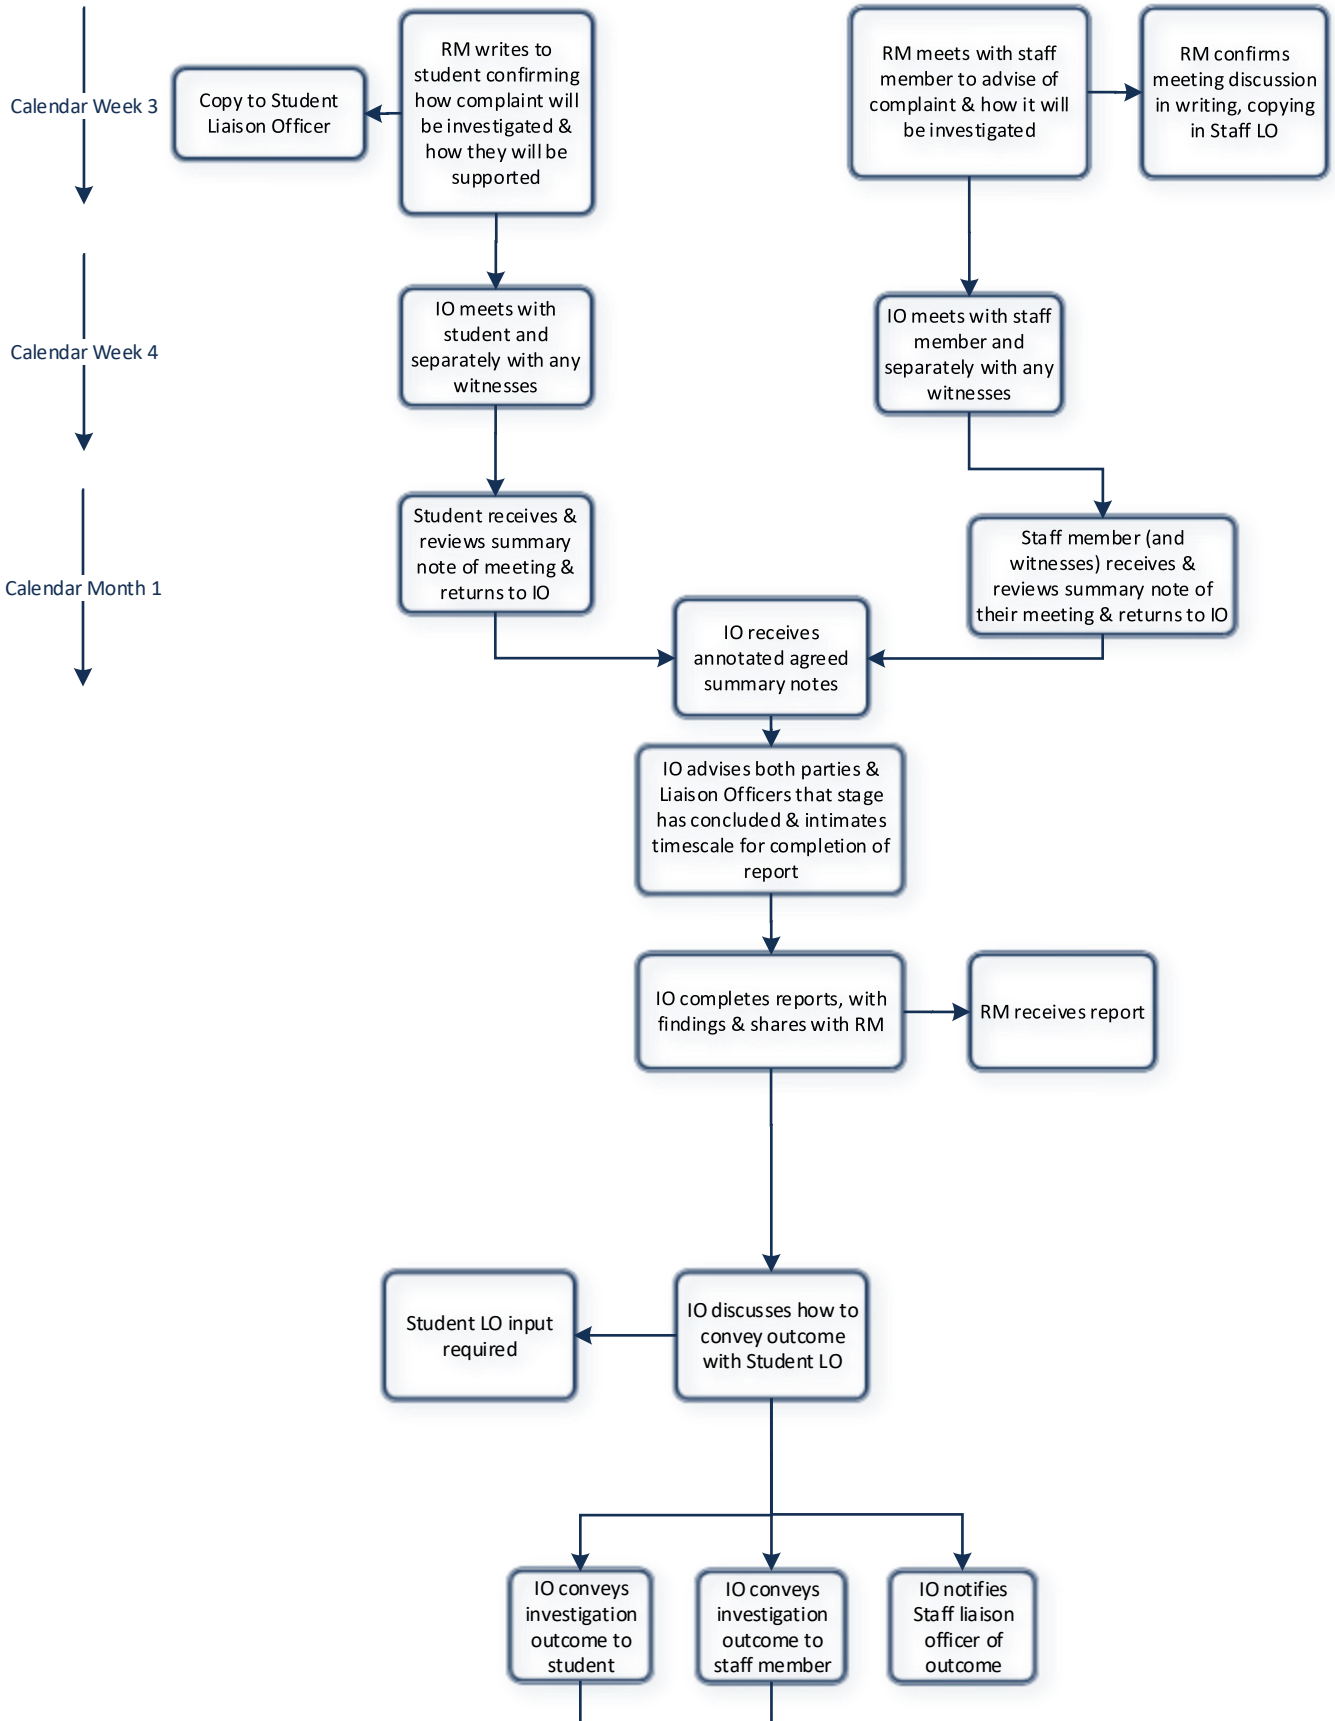 Calendar Week 3
Copy to Student
Liaison Officer
RM writes to
student confirming
how complaint will
be investigated &
how they will be
supported
RM meets with staff
member to advise of
complaint & how it will
be investigated
RM confirms
meeting discussion
in writing, copying
in Staff LO
Calendar Week 4
IO meets with
student and
separately with any
witnesses
IO meets with staff
member and
separately with any
witnesses
Calendar Month 1
Student receives &
reviews summary
note of meeting &
returns to IO
Staff member (and
witnesses) receives &
reviews summary note of
their meeting & returns to IO
IO receives
annotated agreed
summary notes
IO advises both parties &
Liaison Officers that stage
has concluded & intimates
timescale for completion of
report
IO completes reports, with
findings & shares with RM
RM receives report
Student LO input
required
IO discusses how to
convey outcome
with Student LO
IO conveys
investigation
outcome to
student
IO conveys
investigation
outcome to
staff member
IO notifies
Staff liaison
officer of
outcome